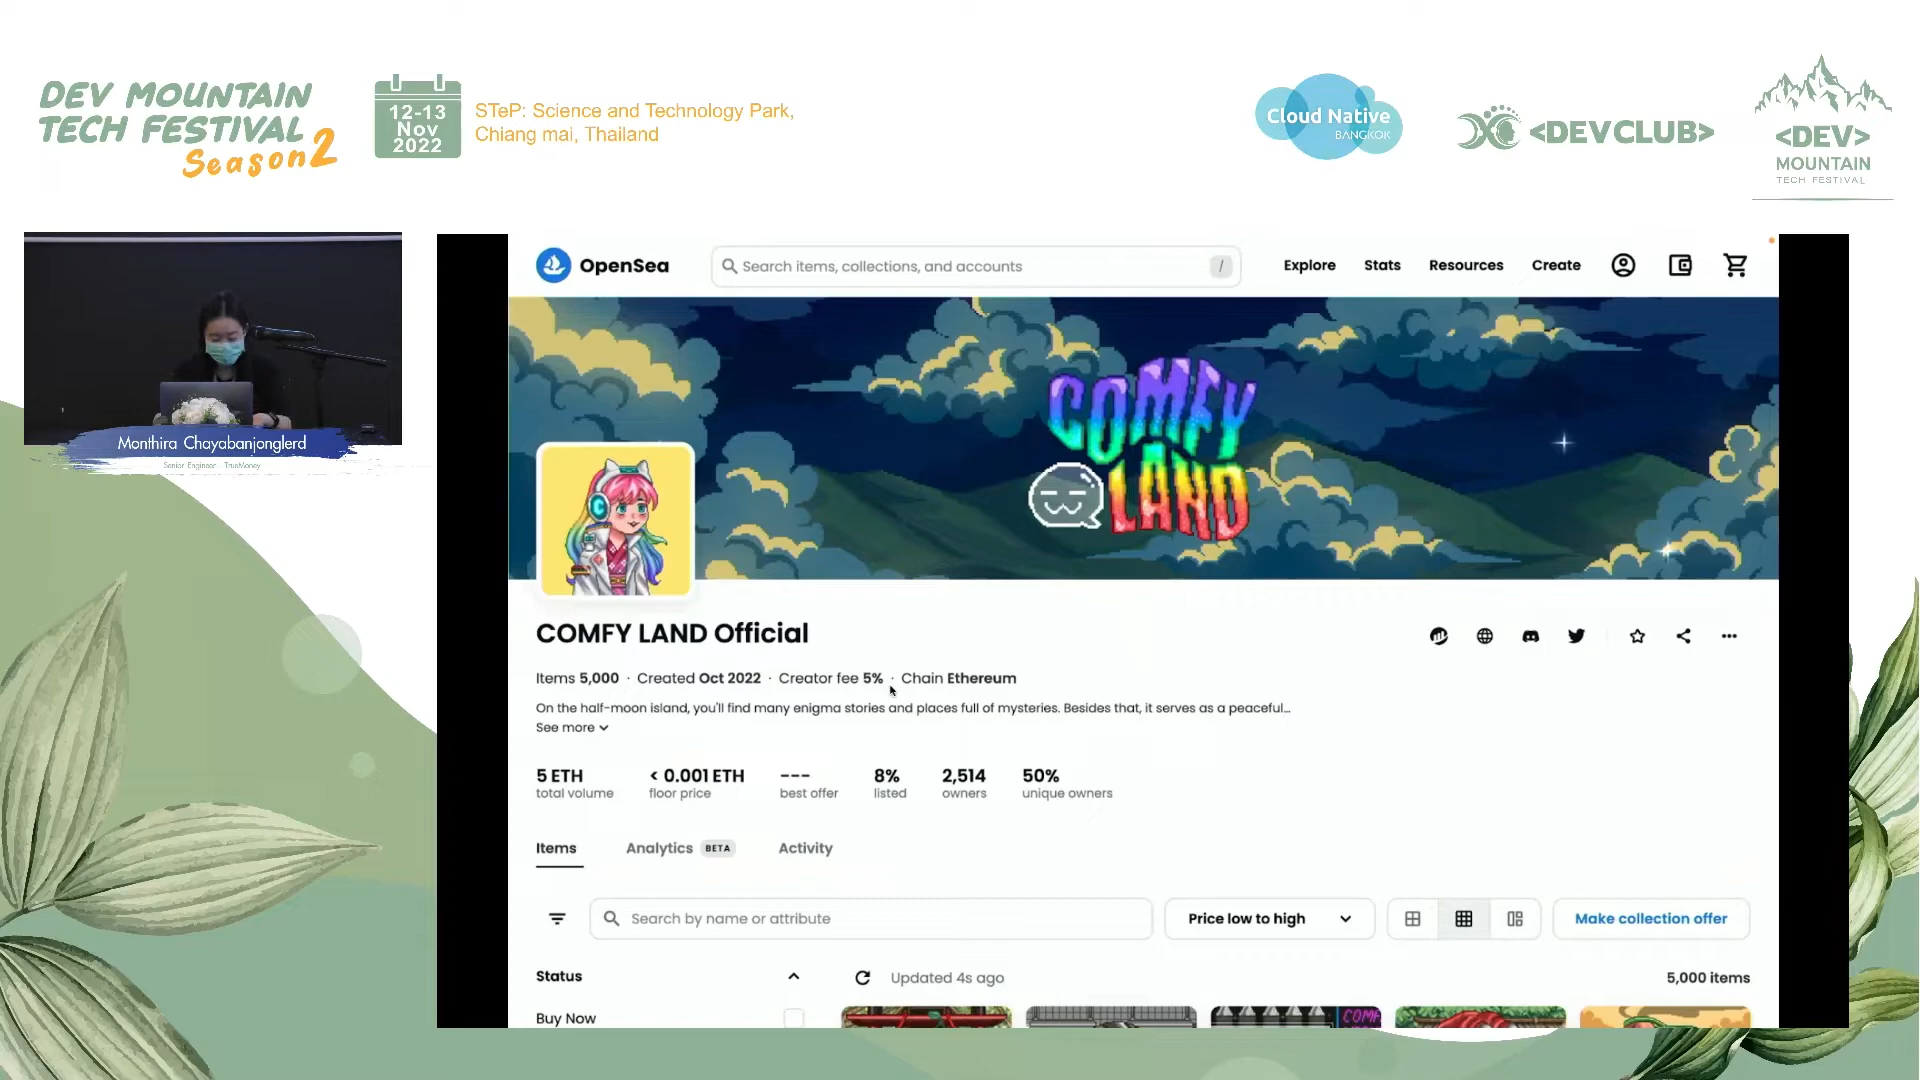 DEV MOUNTAIN
TECH FESTIVAL
Season 2
12-13
Nov
2022
STeP: Science and Technology Park,
Chiang mai, Thailand
Cloud Native
BANGKOK
<DEVCLUB>
<DEV>
MOUNTAIN
TECH FESTIVAL
Monthira Chayabanjonglerd
Senior Engineer - TrueMoney
OpenSea
Search items, collections, and accounts
/
Explore
Stats
Resources
Create
COMFY
LAND
COMFY LAND Official
Items 5,000 · Created Oct 2022 · Creator fee 5% · Chain Ethereum
On the half-moon island, you'll find many enigma stories and places full of mysteries. Besides that, it serves as a peaceful…
See more
5 ETH
total volume
< 0.001 ETH
floor price
---
best offer
8%
listed
2,514
owners
50%
unique owners
Items
Analytics BETA
Activity
Search by name or attribute
Price low to high
Make collection offer
Status
Updated 4s ago
5,000 items
Buy Now
COMF